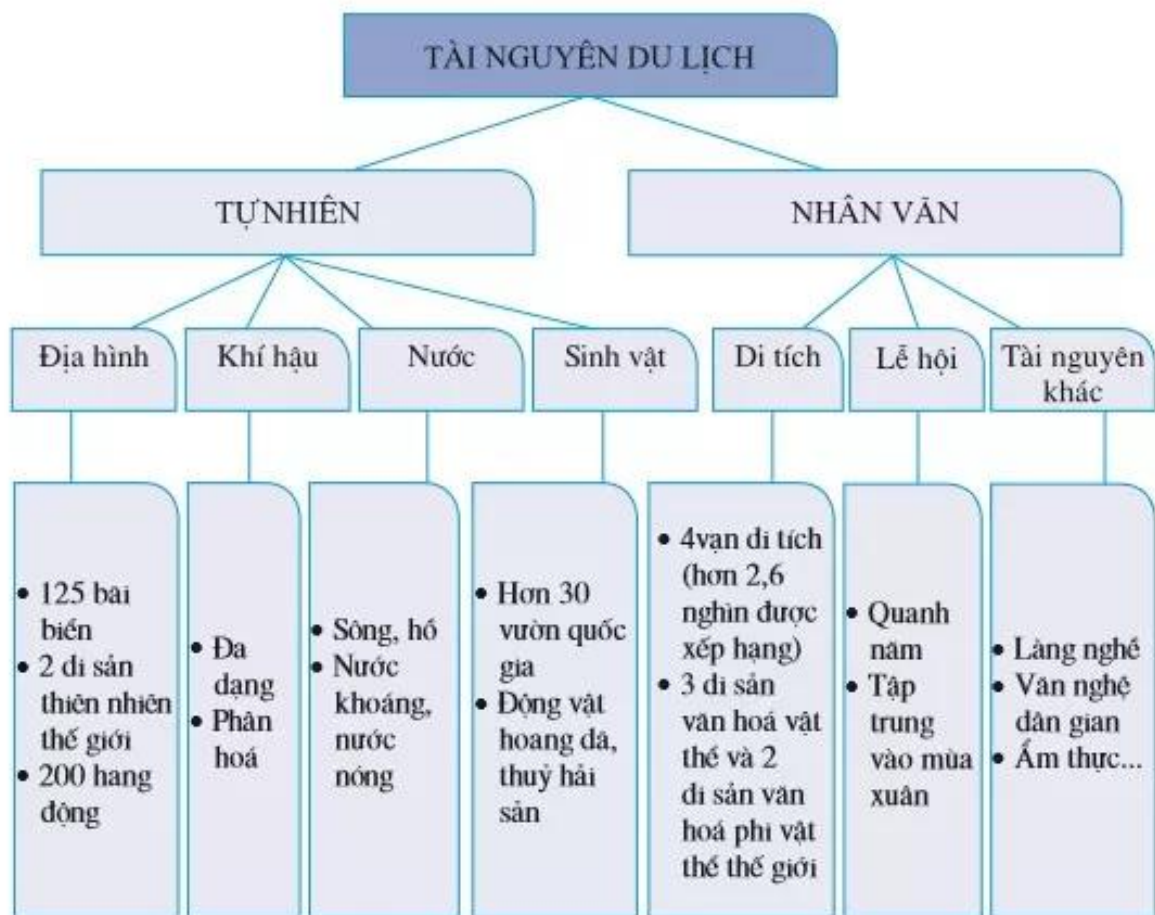 TÀI NGUYÊN DU LỊCH
TỰ NHIÊN
NHÂN VĂN
Địa hình
Khí hậu
Nước
Sinh vật
Di tích
Lễ hội
Tài nguyên
khác
• 125 bãi
biển
• 2 di sản
thiên nhiên
thế giới
• 200 hang
động
• Đa
dạng
• Phân
hoá
• Sông, hồ
• Nước
khoáng,
nước
nóng
• Hơn 30
vườn quốc
gia
• Động vật
hoang dã,
thuỷ hải
sản
• 4vạn di tích
(hơn 2,6
nghìn được
xếp hạng)
• 3 di sản
văn hoá vật
thể và 2
di sản văn
hoá phi vật
thể thế giới
• Quanh
năm
• Tập
trung
vào mùa
xuân
• Làng nghề
• Văn nghệ
dân gian
• Ẩm thực...